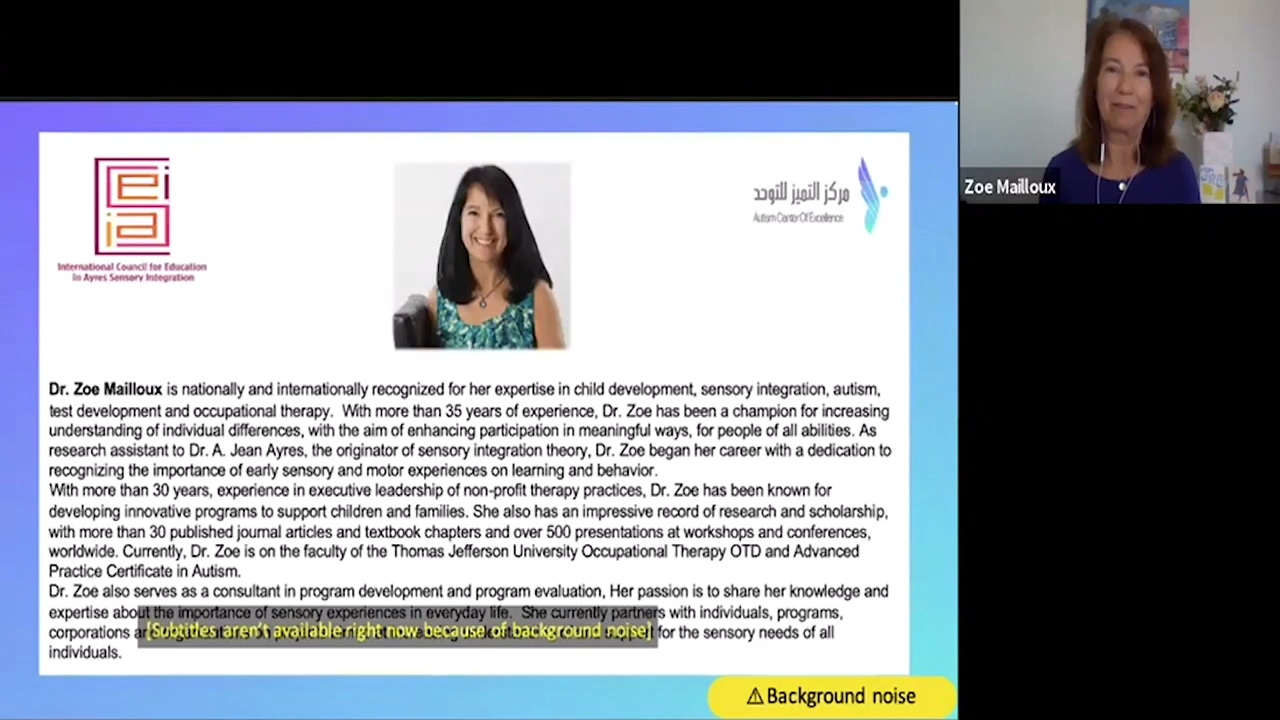 Zoe Mailloux
ei
ia
International Council for Education
in Ayres Sensory Integration
مركز التميز للتوحد
Autism Center Of Excellence
Dr. Zoe Mailloux is nationally and internationally recognized for her expertise in child development, sensory integration, autism,
test development and occupational therapy. With more than 35 years of experience, Dr. Zoe has been a champion for increasing
understanding of individual differences, with the aim of enhancing participation in meaningful ways, for people of all abilities. As
research assistant to Dr. A. Jean Ayres, the originator of sensory integration theory, Dr. Zoe began her career with a dedication to
recognizing the importance of early sensory and motor experiences on learning and behavior.
With more than 30 years, experience in executive leadership of non-profit therapy practices, Dr. Zoe has been known for
developing innovative programs to support children and families. She also has an impressive record of research and scholarship,
with more than 30 published journal articles and textbook chapters and over 500 presentations at workshops and conferences,
worldwide. Currently, Dr. Zoe is on the faculty of the Thomas Jefferson University Occupational Therapy OTD and Advanced
Practice Certificate in Autism.
Dr. Zoe also serves as a consultant in program development and program evaluation, Her passion is to share her knowledge and
expertise about the importance of sensory experiences in everyday life. She currently partners with individuals, programs,
corporations for the sensory needs of all
[Subtitles aren't available right now because of background noise]
individuals.
⚠Background noise